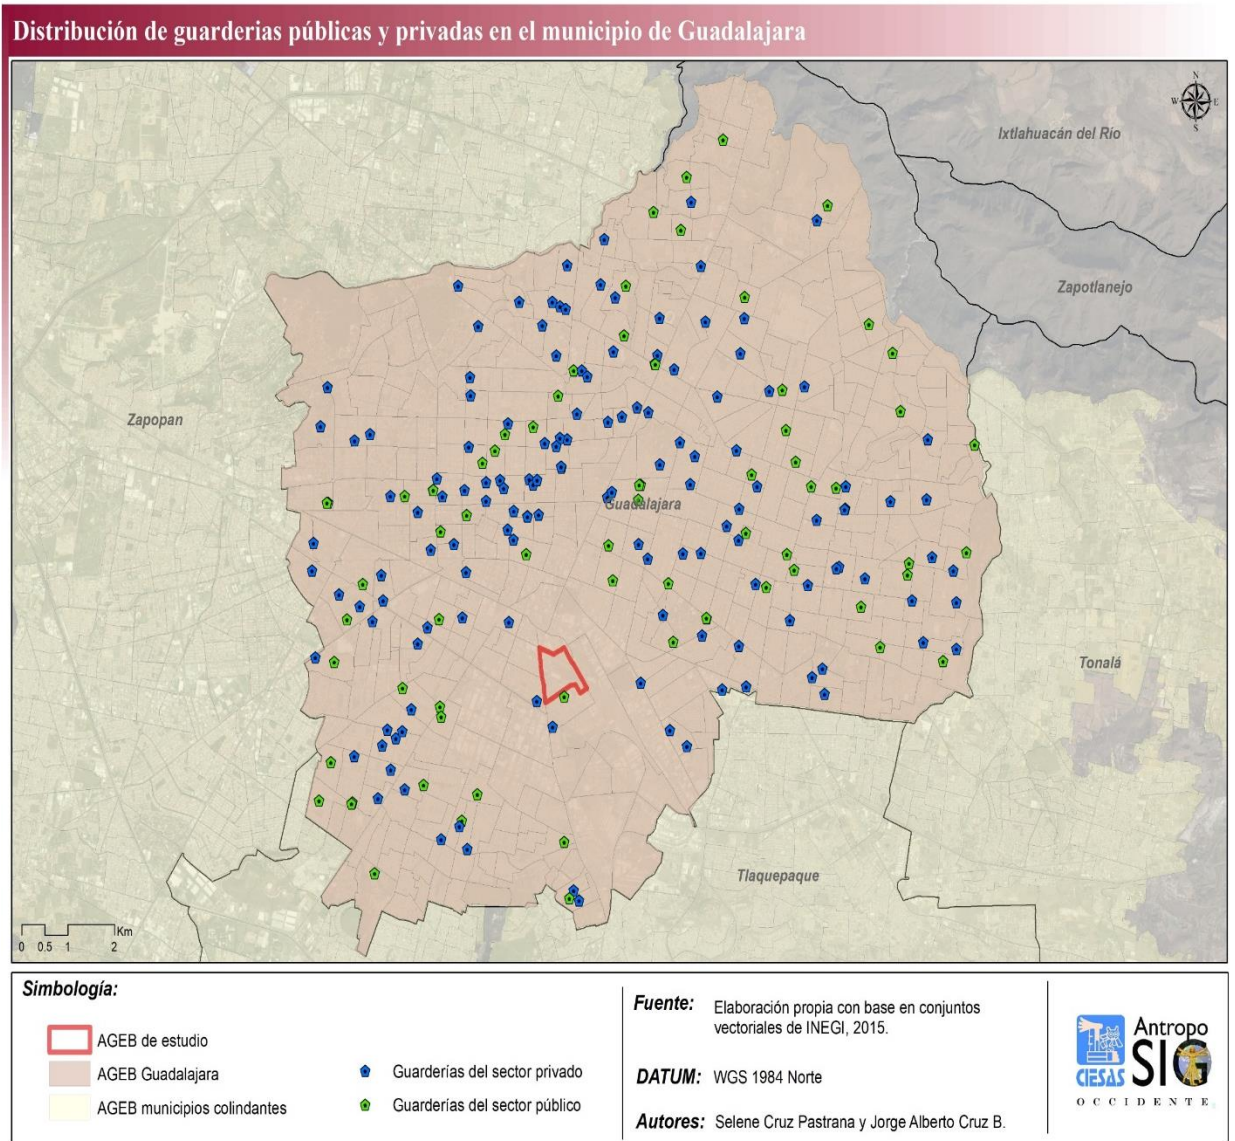 Distribución de guarderias públicas y privadas en el municipio de Guadalajara
N
W E
S
Ixtlahuacán del Río
Zapotlanejo
Zapopan
Guadalajara
Tonalá
Tlaquepaque
Km
0 0.5 1 2
Simbología:
AGEB de estudio
AGEB Guadalajara
AGEB municipios colindantes
Guarderías del sector privado
Guarderías del sector público
Fuente: Elaboración propia con base en conjuntos
vectoriales de INEGI, 2015.
DATUM: WGS 1984 Norte
Autores: Selene Cruz Pastrana y Jorge Alberto Cruz B.
CIESAS
Antropo
SIG
OCCIDENTE